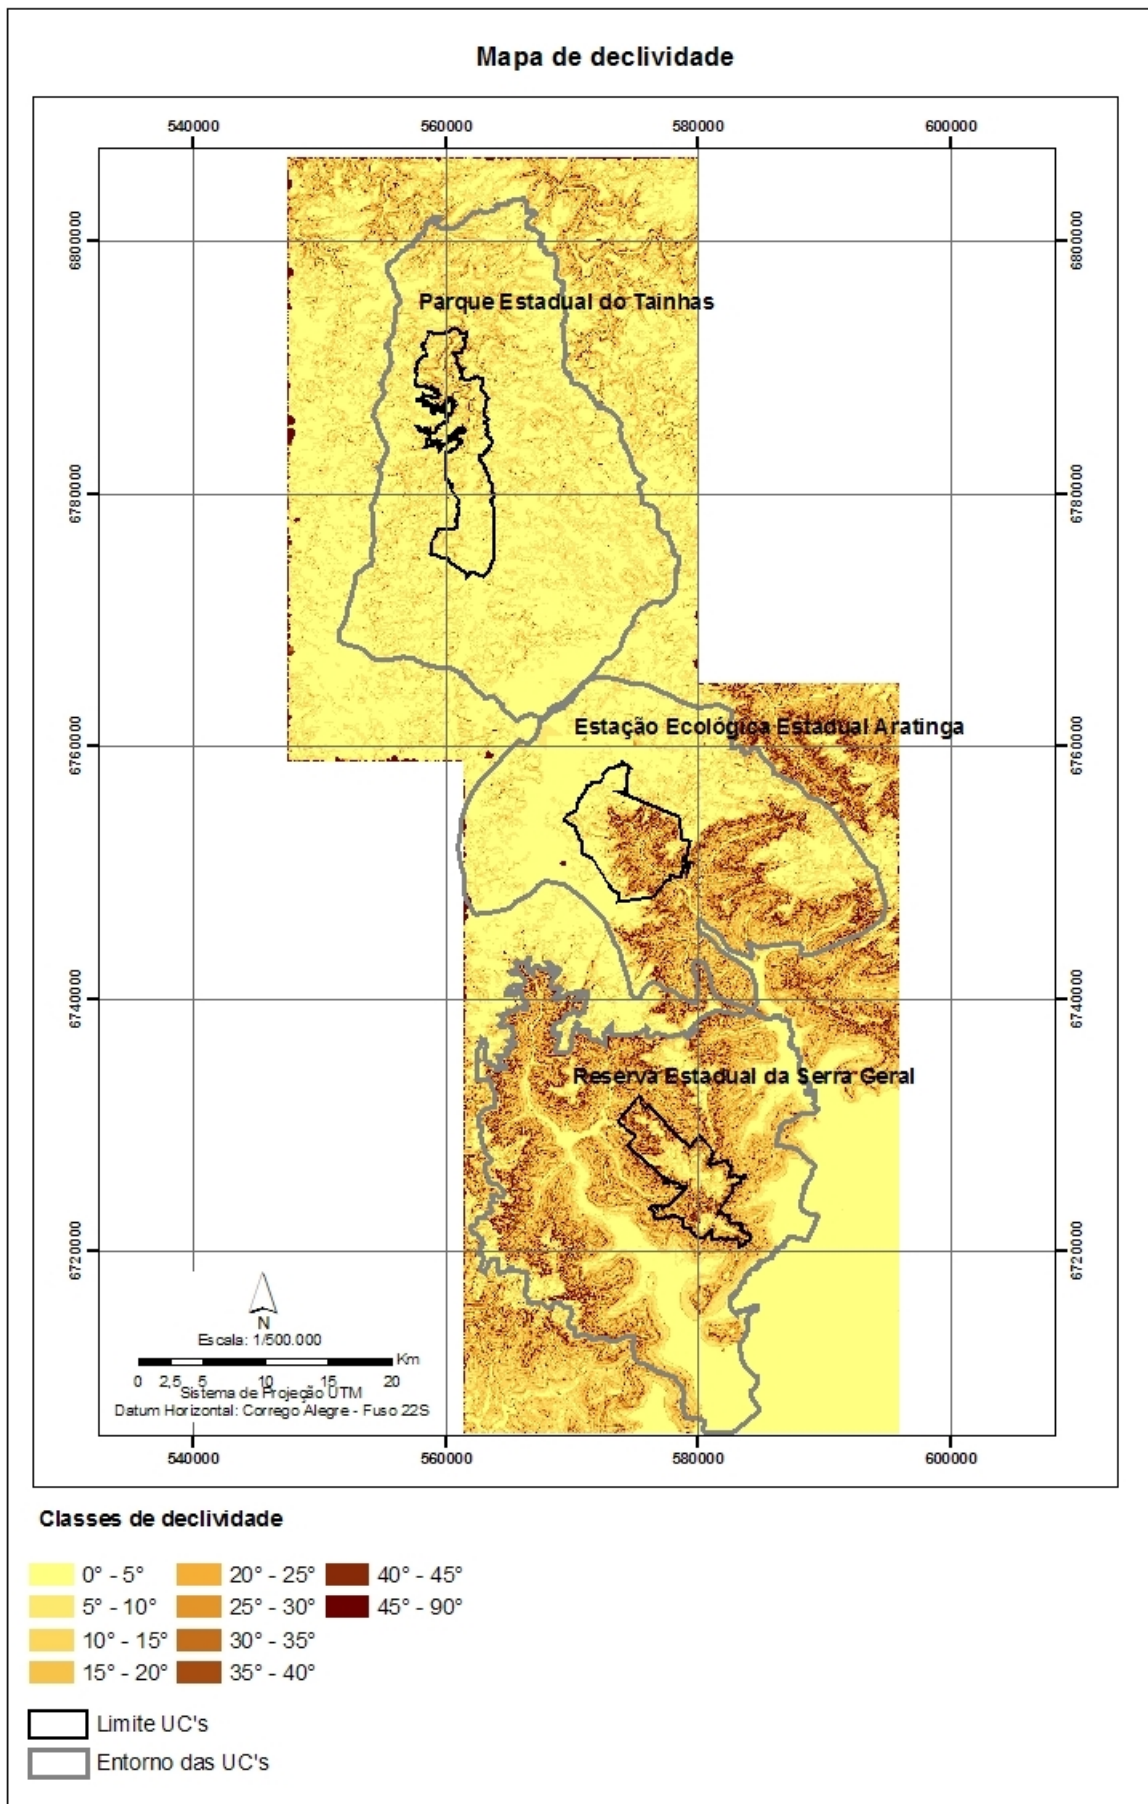 Mapa de declividade
540000 560000 580000 600000
6800000 6800000
Parque Estadual do Tainhas
6780000 6780000
Estação Ecológica Estadual Aratinga
6760000 6760000
6740000 6740000
Reserva Estadual da Serra Geral
6720000 6720000
N
Escala: 1/500.000
Km
0 2,5 5 10 15 20
Sistema de Projeção UTM
Datum Horizontal: Corrego Alegre - Fuso 22S
540000 560000 580000 600000
Classes de declividade
0° - 5° 20° - 25° 40° - 45°
5° - 10° 25° - 30° 45° - 90°
10° - 15° 30° - 35°
15° - 20° 35° - 40°
Limite UC's
Entorno das UC's